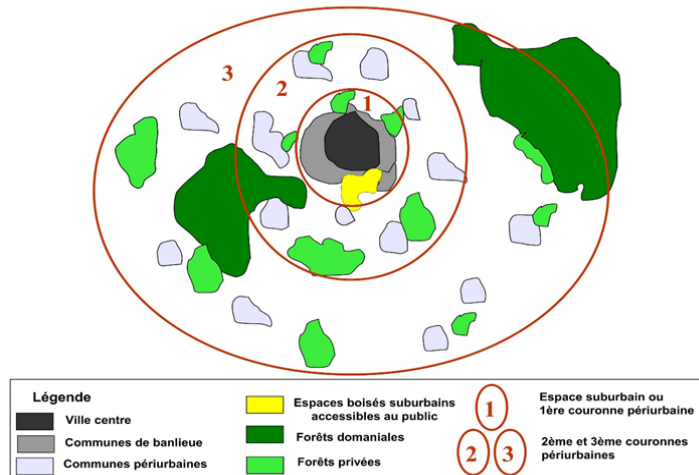 3
2
1
Légende
Ville centre
Communes de banlieue
Communes périurbaines
Espaces boisés suburbains
accessibles au public
Forêts domaniales
Forêts privées
1
Espace suburbain ou
1ère couronne périurbaine
2 3
2ème et 3ème couronnes
périurbaines